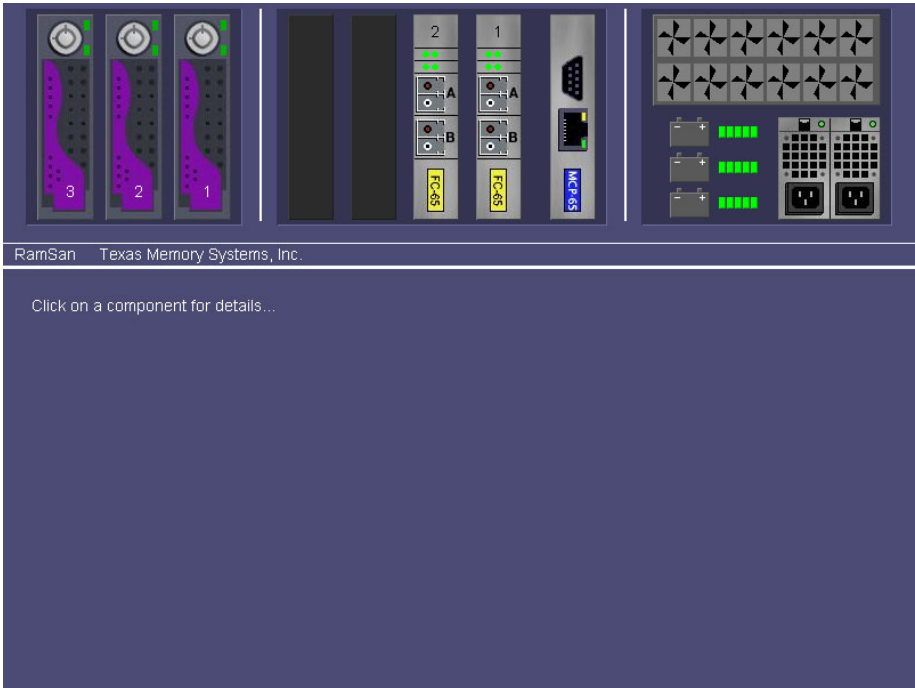 3
2
1
2
A
B
FC-65
1
A
B
FC-65
MCP-65
- +
- +
- +
RamSan Texas Memory Systems, Inc.
Click on a component for details...